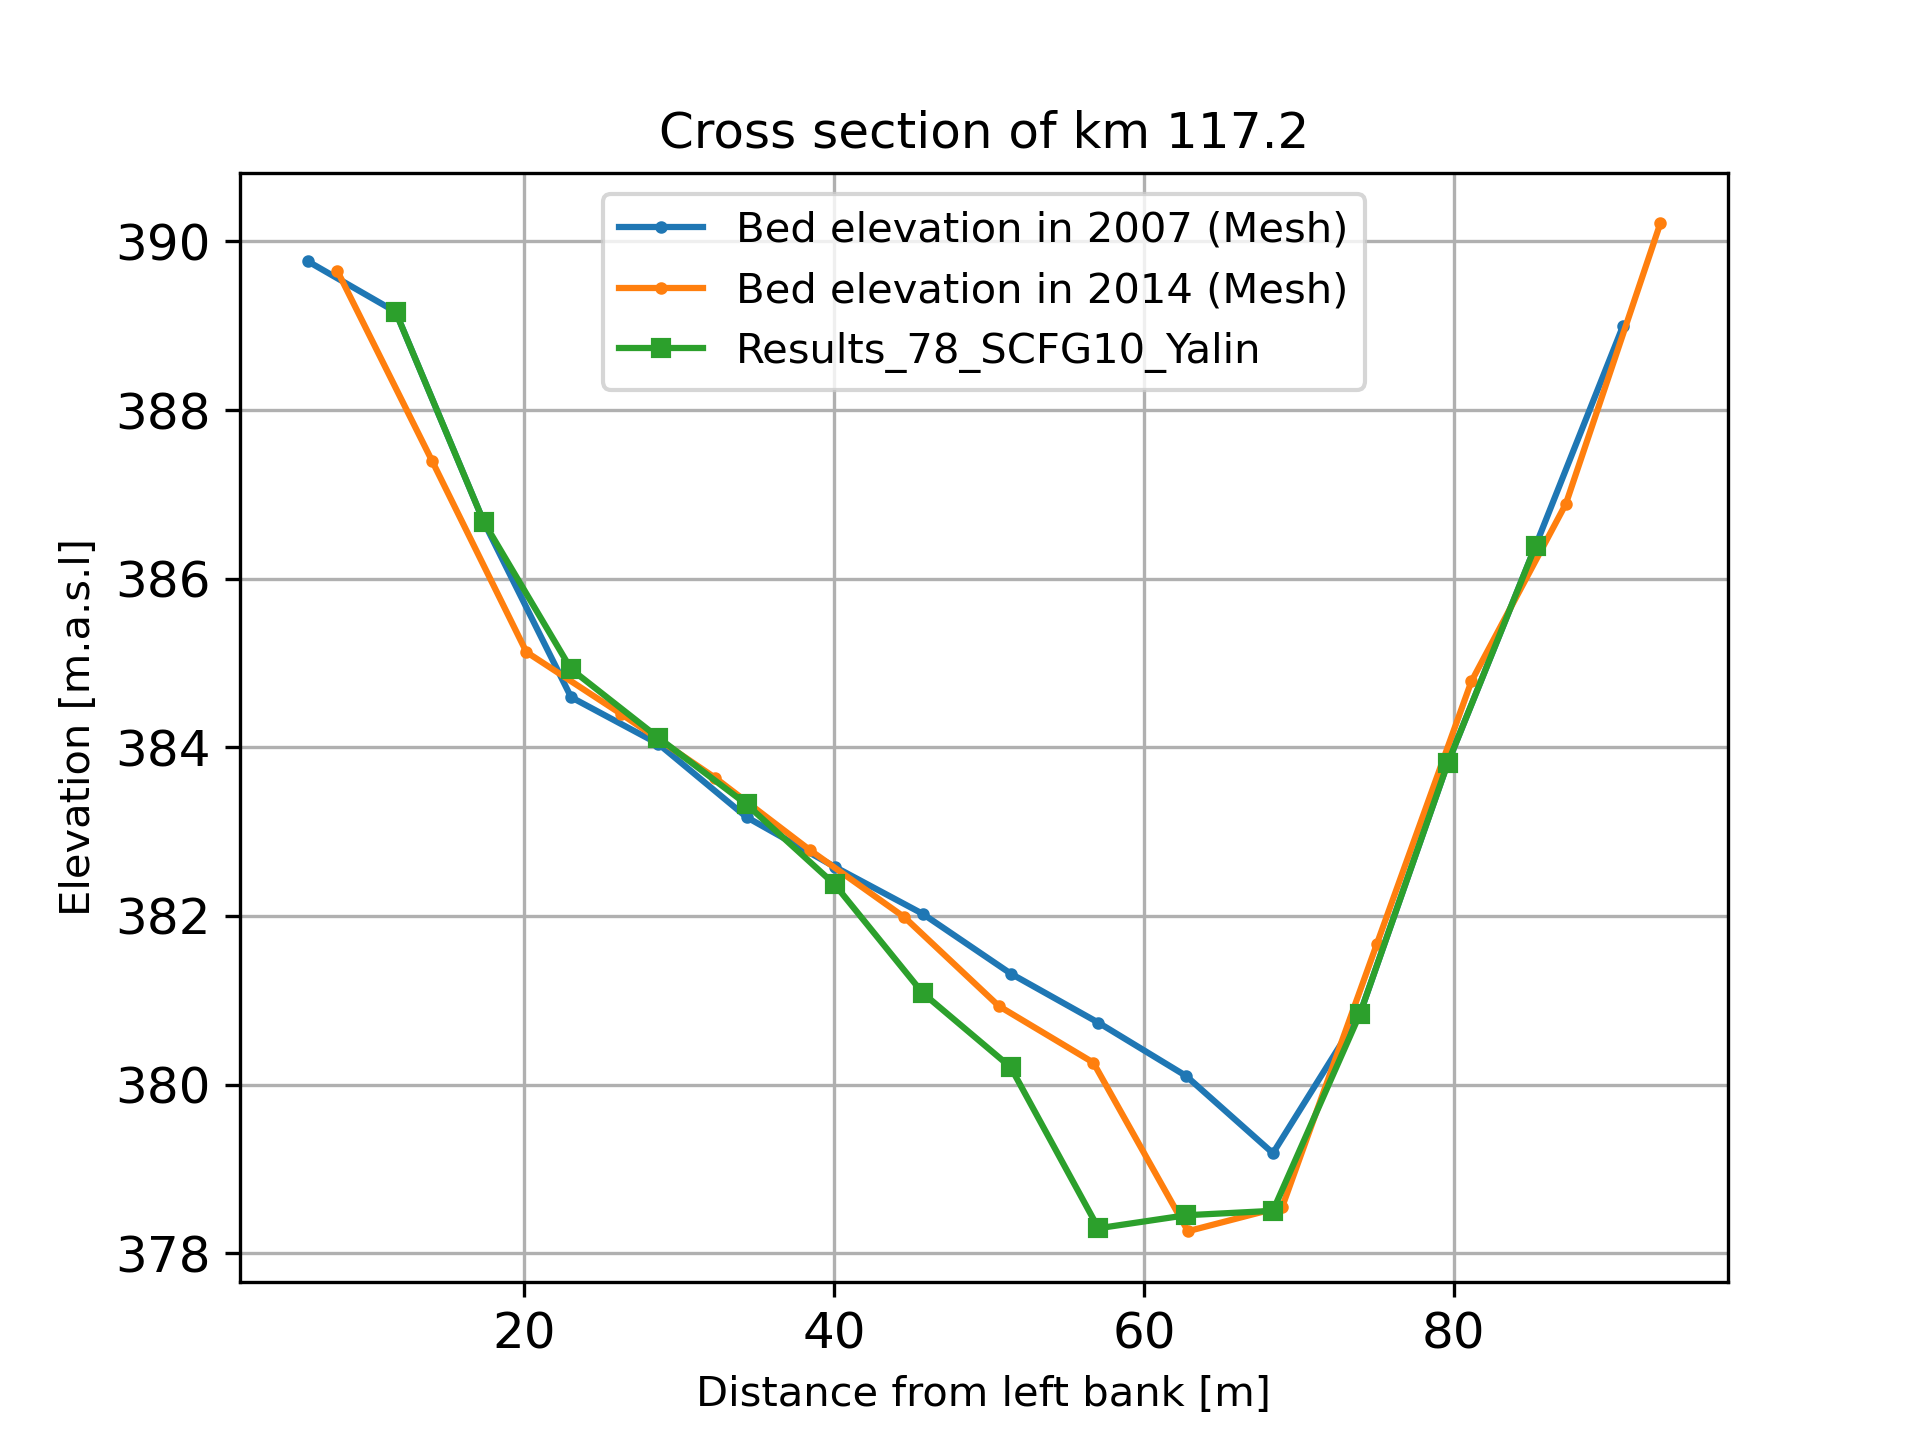 Cross section of km 117.2
Bed elevation in 2007 (Mesh)
Bed elevation in 2014 (Mesh)
Results_78_SCFG10_Yalin
390
388
386
384
382
380
378
Elevation [m.a.s.l]
20 40 60 80
Distance from left bank [m]